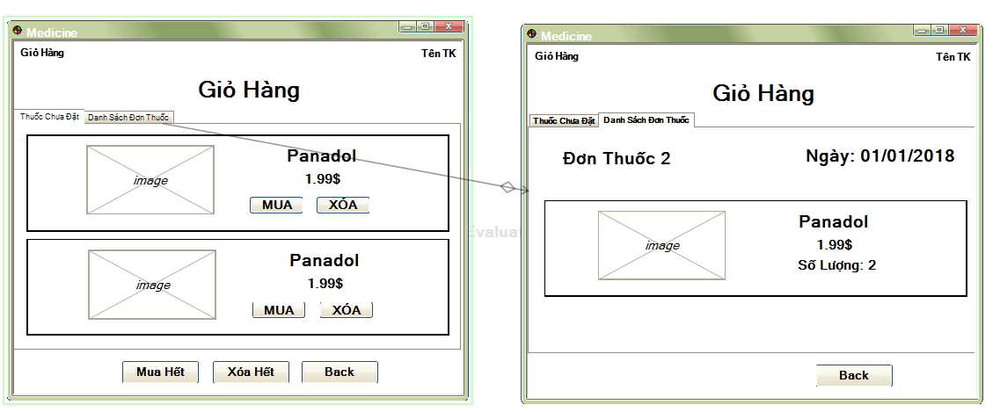 Medicine
Giỏ Hàng
Tên TK
Giỏ Hàng
Thuốc Chưa Đặt
Danh Sách Đơn Thuốc
image
Panadol
1.99$
MUA
XÓA
image
Panadol
1.99$
MUA
XÓA
Mua Hết
Xóa Hết
Back
Evaluat
Medicine
Giỏ Hàng
Tên TK
Giỏ Hàng
Thuốc Chưa Đặt
Danh Sách Đơn Thuốc
Đơn Thuốc 2
Ngày: 01/01/2018
image
Panadol
1.99$
Số Lượng: 2
Back